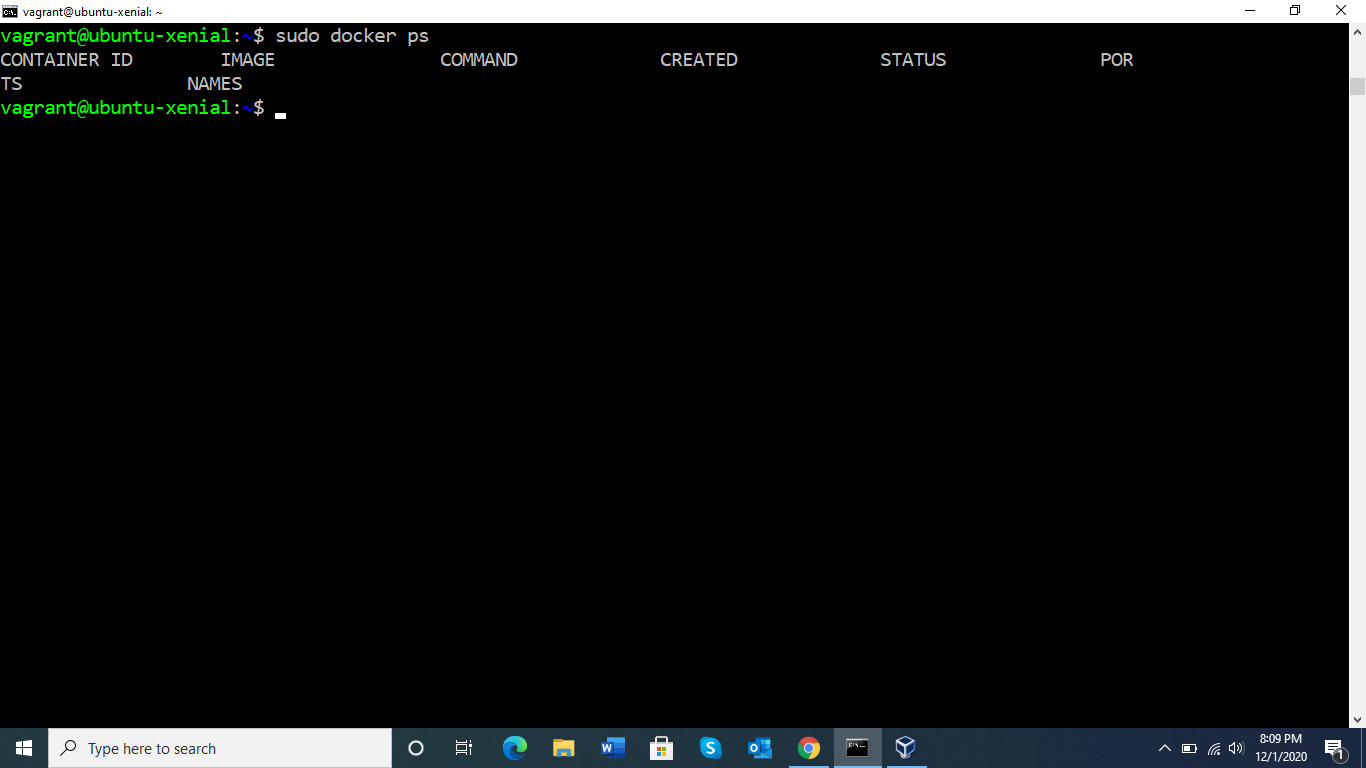 vagrant@ubuntu-xenial: ~
vagrant@ubuntu-xenial:~$ sudo docker ps
CONTAINER ID        IMAGE               COMMAND             CREATED             STATUS              POR
TS               NAMES
vagrant@ubuntu-xenial:~$
Type here to search
8:09 PM
12/1/2020
1